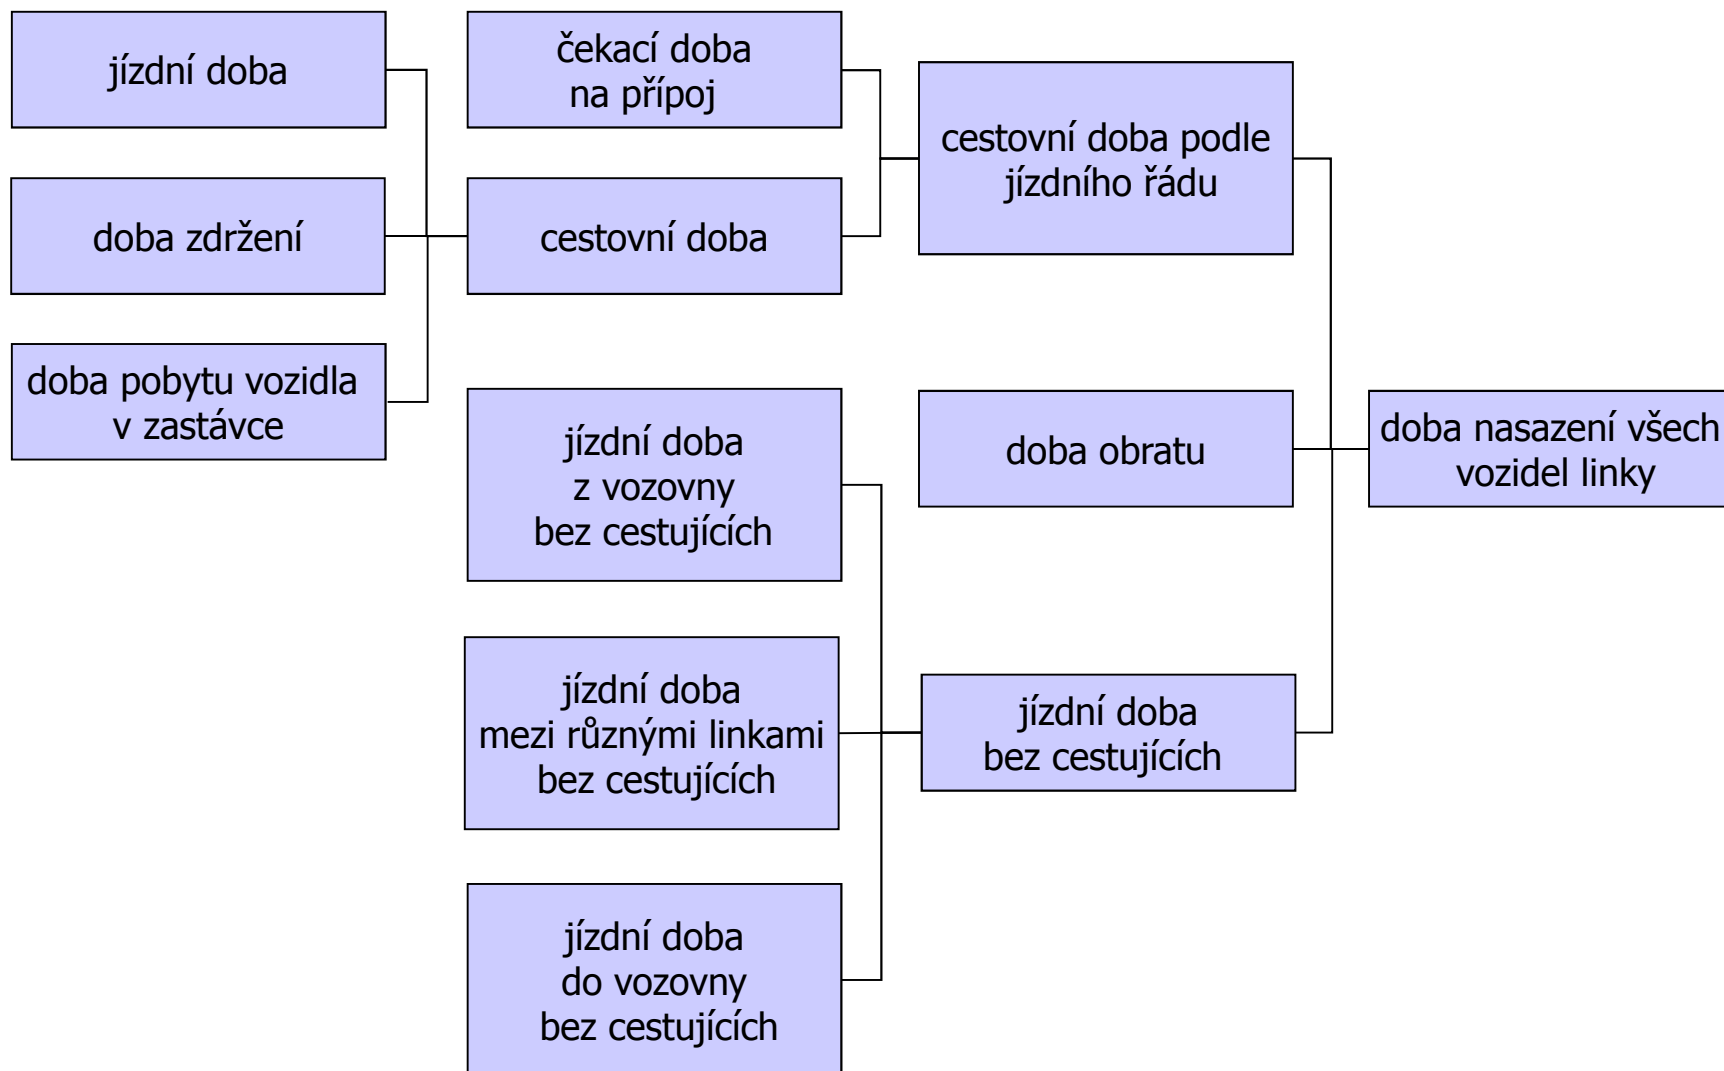 jízdní doba
doba zdržení
doba pobytu vozidla
v zastávce
čekací doba
na přípoj
cestovní doba
jízdní doba
z vozovny
bez cestujících
jízdní doba
mezi různými linkami
bez cestujících
jízdní doba
do vozovny
bez cestujících
cestovní doba podle
jízdního řádu
doba obratu
jízdní doba
bez cestujících
doba nasazení všech
vozidel linky